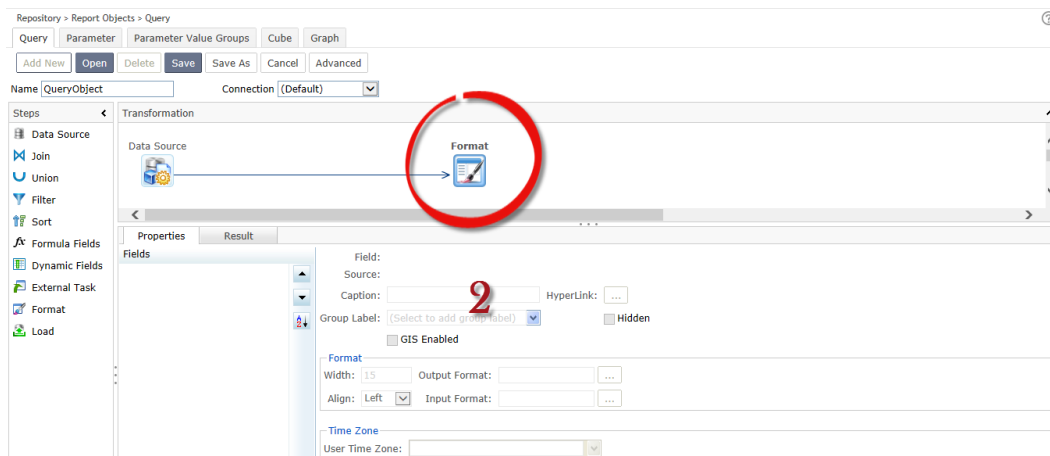 Repository > Report Objects > Query
Query Parameter Parameter Value Groups Cube Graph
Add New Open Delete Save Save As Cancel Advanced
Name QueryObject Connection (Default)
Steps Transformation
Data Source
Join
Union
Filter
Sort
fx Formula Fields
Dynamic Fields
External Task
Format
Load
Data Source Format
Properties Result
Fields
Field:
Source:
Caption: HyperLink: ...
2
Group Label: (Select to add group label) Hidden
GIS Enabled
Format
Width: 15 Output Format: ...
Align: Left Input Format: ...
Time Zone
User Time Zone: